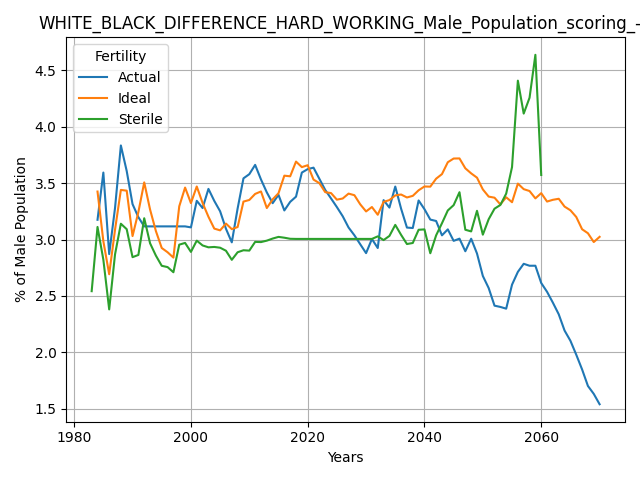 WHITE_BLACK_DIFFERENCE_HARD_WORKING_Male_Population_scoring_-
Fertility
Actual
Ideal
Sterile
% of Male Population
4.5
4.0
3.5
3.0
2.5
2.0
1.5
1980
2000
2020
2040
2060
Years